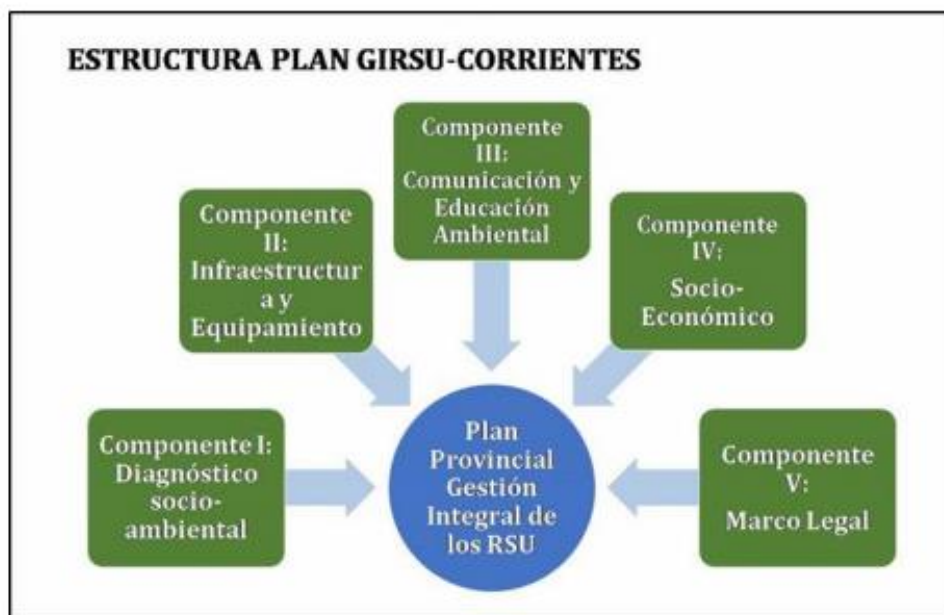 ESTRUCTURA PLAN GIRSU-CORRIENTES
Componente I:
Diagnóstico
socio-
ambiental
Componente
II:
Infraestructur
a y
Equipamiento
Componente
III:
Comunicación y
Educación
Ambiental
Componente
IV:
Socio-
Económico
Componente
V:
Marco Legal
Plan
Provincial
Gestión
Integral de
los RSU